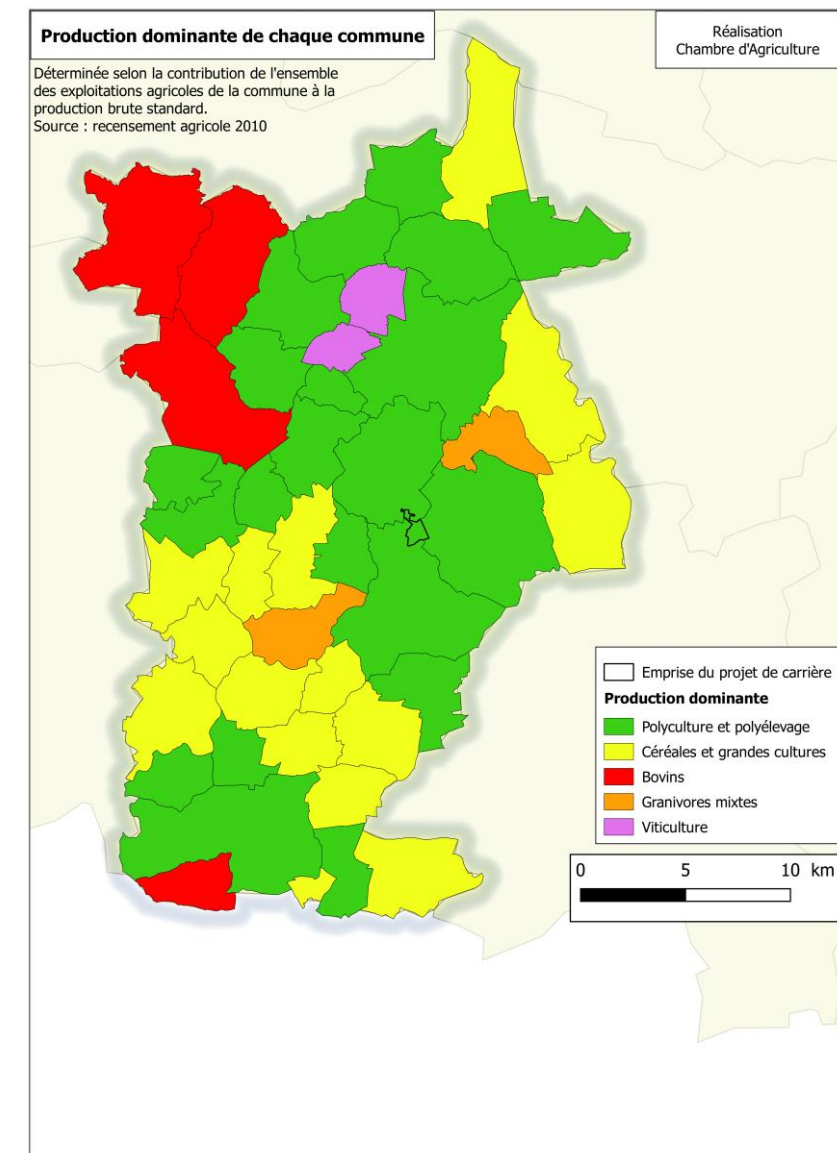 Production dominante de chaque commune
Réalisation
Chambre d'Agriculture
Déterminée selon la contribution de l'ensemble
des exploitations agricoles de la commune à la
production brute standard.
Source : recensement agricole 2010
Emprise du projet de carrière
Production dominante
Polyculture et polyélevage
Céréales et grandes cultures
Bovins
Granivores mixtes
Viticulture
0 5 10 km